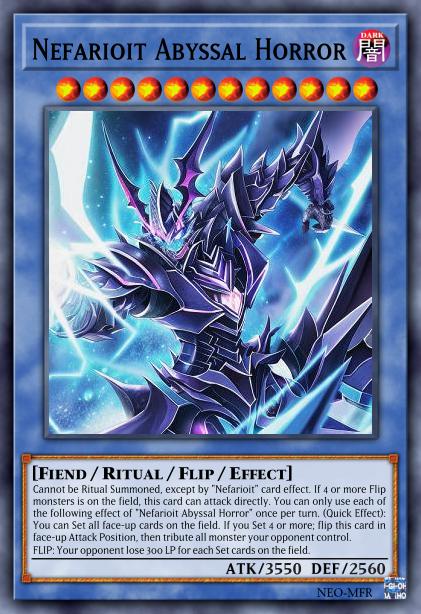 NEFARIOIT ABYSSAL HORROR
DARK
闇
[FIEND / RITUAL / FLIP / EFFECT]
Cannot be Ritual Summoned, except by "Nefarioit" card effect. If 4 or more Flip
monsters is on the field, this card can attack directly. You can only use each of
the following effect of "Nefarioit Abyssal Horror" once per turn. (Quick Effect):
You can Set all face-up cards on the field. If you Set 4 or more; flip this card in
face-up Attack Position, then tribute all monster your opponent control.
FLIP: Your opponent lose 300 LP for each Set cards on the field.
ATK/3550 DEF/2560
NEO-MFR